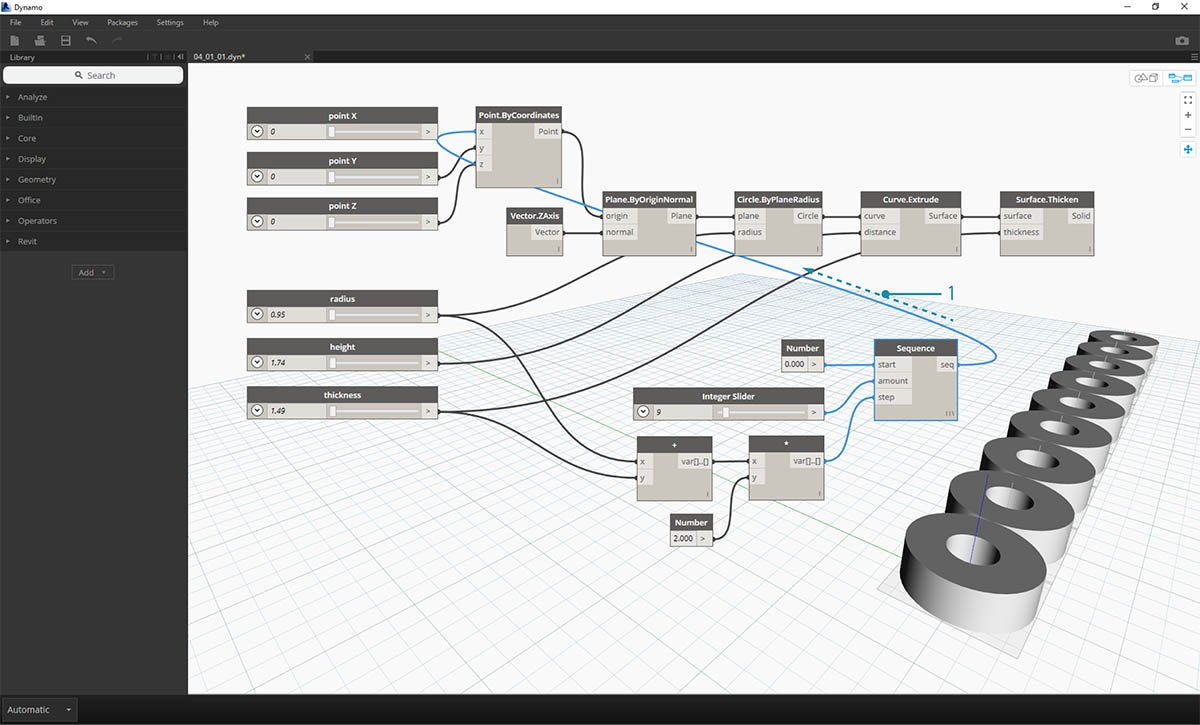 Dynamo
File Edit View Packages Settings Help
Library
04_01_01.dyn*
Search
Analyze
BuiltIn
Core
Display
Geometry
Office
Operators
Revit
Add
point X
0 >
point Y
0 >
point Z
0 >
Point.ByCoordinates
x Point
y
z
Vector.ZAxis
Vector
Plane.ByOriginNormal
origin Plane
normal
Circle.ByPlaneRadius
plane Circle
radius
Curve.Extrude
curve Surface
distance
Surface.Thicken
surface Solid
thickness
1
radius
0.95 >
height
1.74 >
thickness
1.49 >
Number
0.000 >
Sequence
start seq
amount
step
Integer Slider
9 >
+
x var[]...[]
y
*
x var[]...[]
y
Number
2.000 >
Automatic